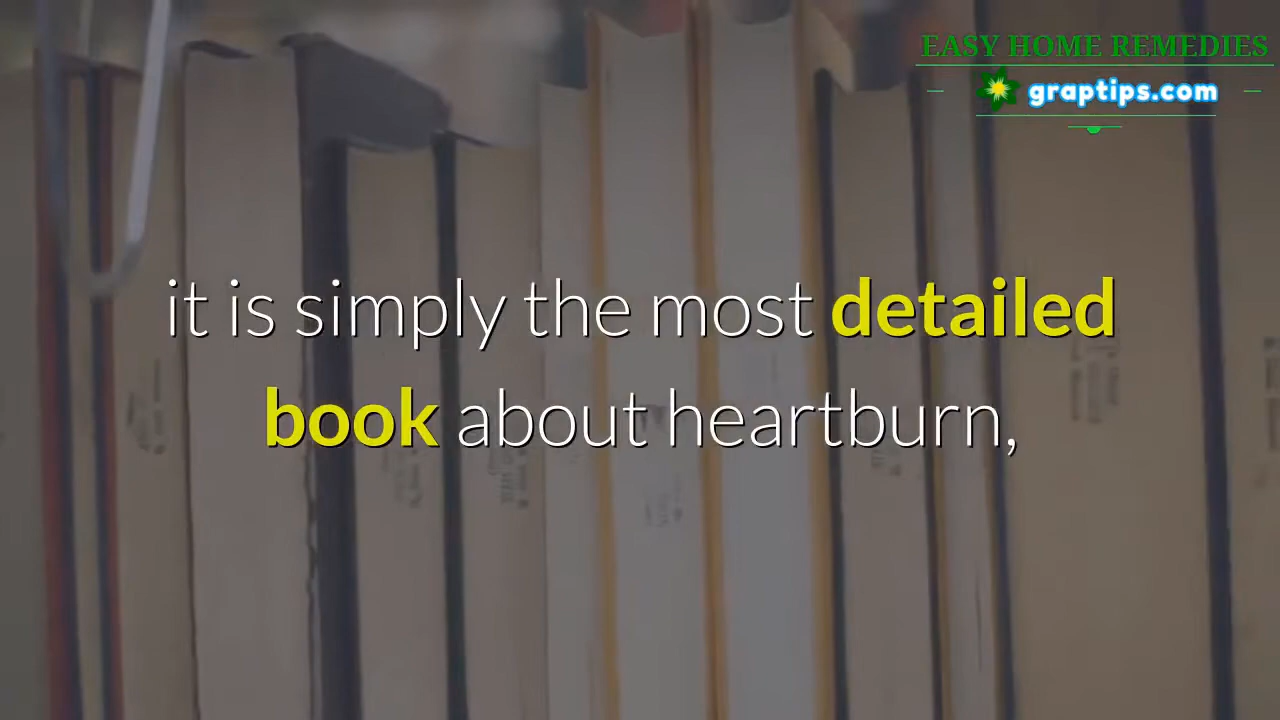 EASY HOME REMEDIES
graptips.com
it is simply the most detailed
book about heartburn,